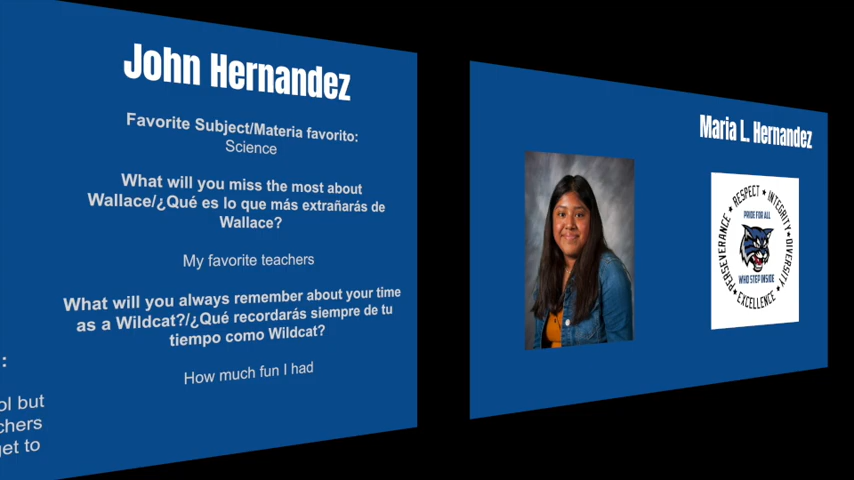 John Hernandez
Favorite Subject/Materia favorito:
Science
What will you miss the most about
Wallace/¿Qué es lo que más extrañarás de
Wallace?
My favorite teachers
What will you always remember about your time
as a Wildcat?/¿Qué recordarás siempre de tu
tiempo como Wildcat?
How much fun I had
:
ol but
chers
get to
Maria L. Hernandez
PERSEVERANCE ★ RESPECT ★ INTEGRITY ★ DIVERSITY ★ EXCELLENCE ★
PRIDE FOR ALL
WHO STEP INSIDE